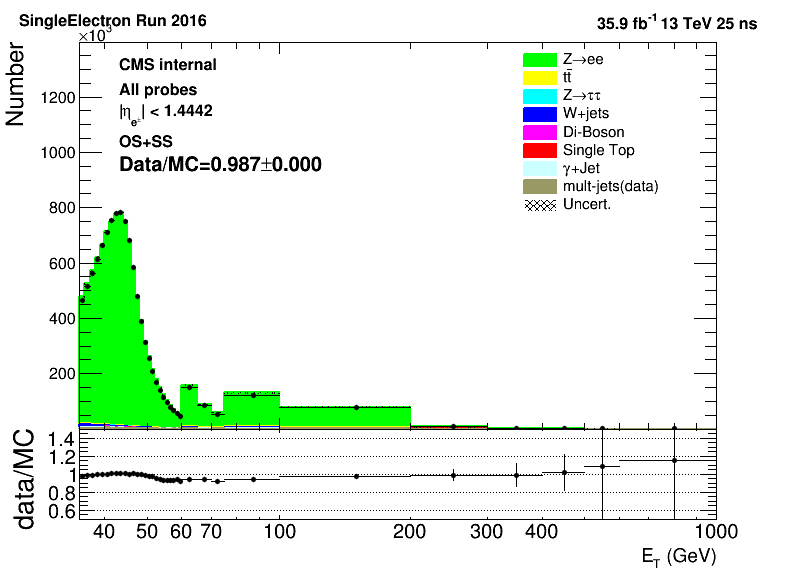 SingleElectron Run 2016
35.9 fb⁻¹ 13 TeV 25 ns
×10³
Number
CMS internal
All probes
|η_e±| < 1.4442
OS+SS
Data/MC=0.987±0.000
Z→ee
tt̄
Z→ττ
W+jets
Di-Boson
Single Top
γ+Jet
mult-jets(data)
Uncert.
1200
1000
800
600
400
200
data/MC
1.4
1.2
1
0.8
0.6
40 50 60 70 100 200 300 400 1000
E_T (GeV)